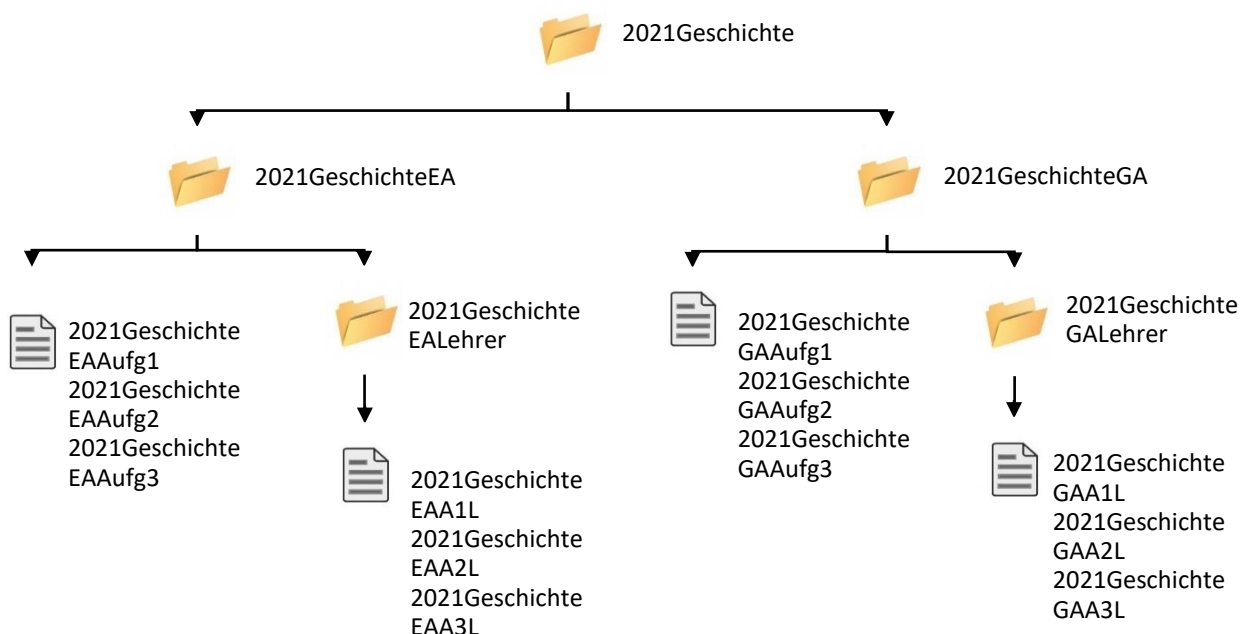 2021Geschichte
2021GeschichteEA
2021GeschichteGA
2021Geschichte
EAAufg1
2021Geschichte
EAAufg2
2021Geschichte
EAAufg3
2021Geschichte
EALehrer
2021Geschichte
EAA1L
2021Geschichte
EAA2L
2021Geschichte
EAA3L
2021Geschichte
GAAufg1
2021Geschichte
GAAufg2
2021Geschichte
GAAufg3
2021Geschichte
GALehrer
2021Geschichte
GAA1L
2021Geschichte
GAA2L
2021Geschichte
GAA3L